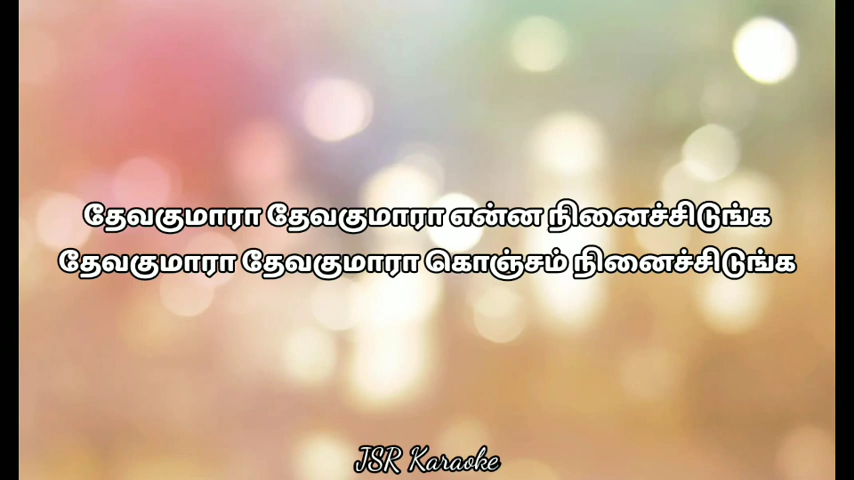 தேவகுமாரா தேவகுமாரா என்ன நினைச்சிடுங்க
தேவகுமாரா தேவகுமாரா கொஞ்சம் நினைச்சிடுங்க
JSR Karaoke